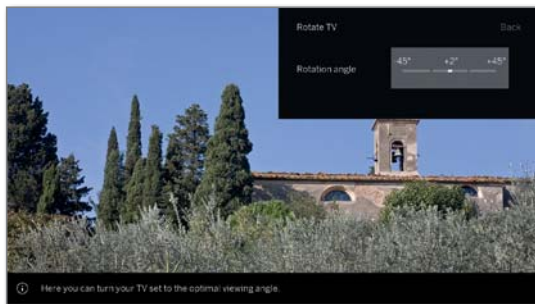 Rotate TV Back
Rotation angle -45° +2° +45°
Here you can turn your TV set to the optimal viewing angle.